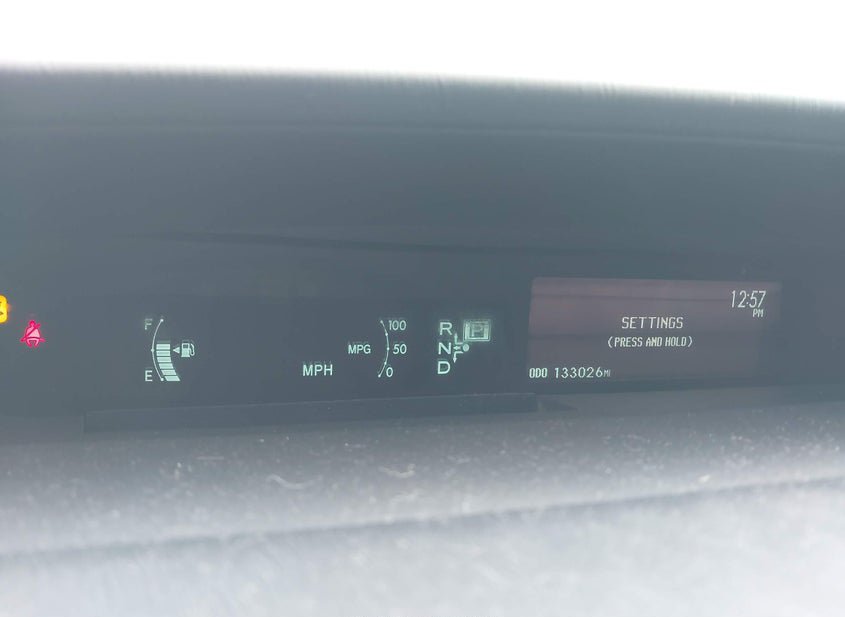 F
E
MPH
100
MPG 50
0
R P
N
D
12:57
PM
SETTINGS
(PRESS AND HOLD)
ODO 133026MI